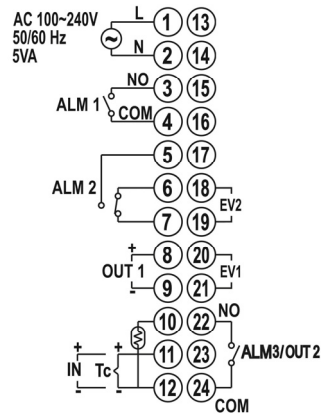 AC 100~240V
50/60 Hz
5VA
L
N
1 13
2 14
NO
3 15
ALM 1
COM
4 16
5 17
ALM 2
6 18
EV2
7 19
+
8 20
OUT 1
EV1
-
9 21
10 22 NO
+ +
11 23
ALM3/OUT 2
IN Tc
- -
12 24
COM